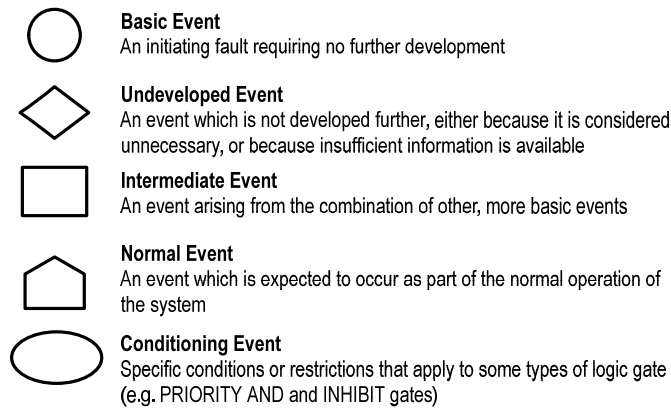 Basic Event
An initiating fault requiring no further development
Undeveloped Event
An event which is not developed further, either because it is considered
unnecessary, or because insufficient information is available
Intermediate Event
An event arising from the combination of other, more basic events
Normal Event
An event which is expected to occur as part of the normal operation of
the system
Conditioning Event
Specific conditions or restrictions that apply to some types of logic gate
(e.g. PRIORITY AND and INHIBIT gates)